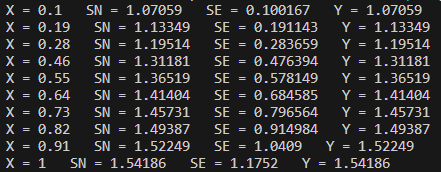 X = 0.1 SN = 1.07059 SE = 0.100167 Y = 1.07059
X = 0.19 SN = 1.13349 SE = 0.191143 Y = 1.13349
X = 0.28 SN = 1.19514 SE = 0.283659 Y = 1.19514
X = 0.46 SN = 1.31181 SE = 0.476394 Y = 1.31181
X = 0.55 SN = 1.36519 SE = 0.578149 Y = 1.36519
X = 0.64 SN = 1.41404 SE = 0.684585 Y = 1.41404
X = 0.73 SN = 1.45731 SE = 0.796564 Y = 1.45731
X = 0.82 SN = 1.49387 SE = 0.914984 Y = 1.49387
X = 0.91 SN = 1.52249 SE = 1.0409 Y = 1.52249
X = 1 SN = 1.54186 SE = 1.1752 Y = 1.54186